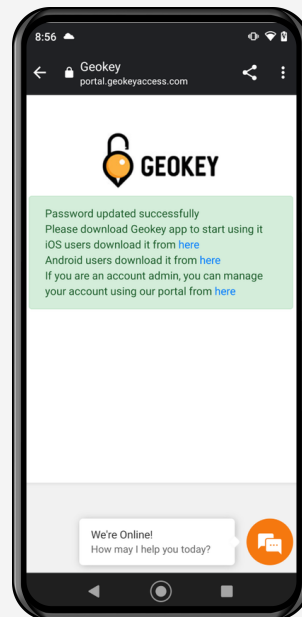 8:56
Geokey
portal.geokeyaccess.com
GEOKEY
Password updated successfully
Please download Geokey app to start using it
iOS users download it from here
Android users download it from here
If you are an account admin, you can manage
your account using our portal from here
We're Online!
How may I help you today?